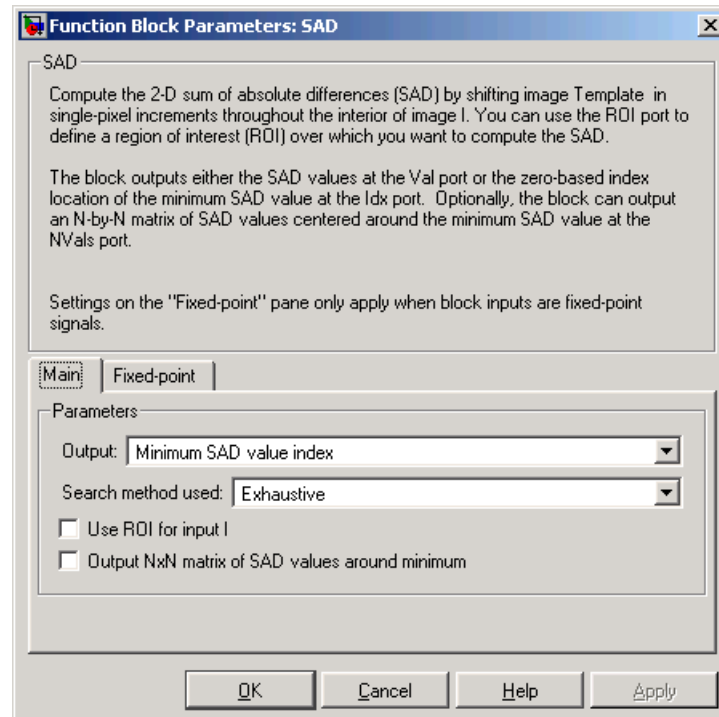 Function Block Parameters: SAD
SAD
Compute the 2-D sum of absolute differences (SAD) by shifting image Template in
single-pixel increments throughout the interior of image I. You can use the ROI port to
define a region of interest (ROI) over which you want to compute the SAD.
The block outputs either the SAD values at the Val port or the zero-based index
location of the minimum SAD value at the Idx port. Optionally, the block can output
an N-by-N matrix of SAD values centered around the minimum SAD value at the
NVals port.
Settings on the "Fixed-point" pane only apply when block inputs are fixed-point
signals.
Main Fixed-point
Parameters
Output: Minimum SAD value index
Search method used: Exhaustive
Use ROI for input I
Output NxN matrix of SAD values around minimum
OK Cancel Help Apply